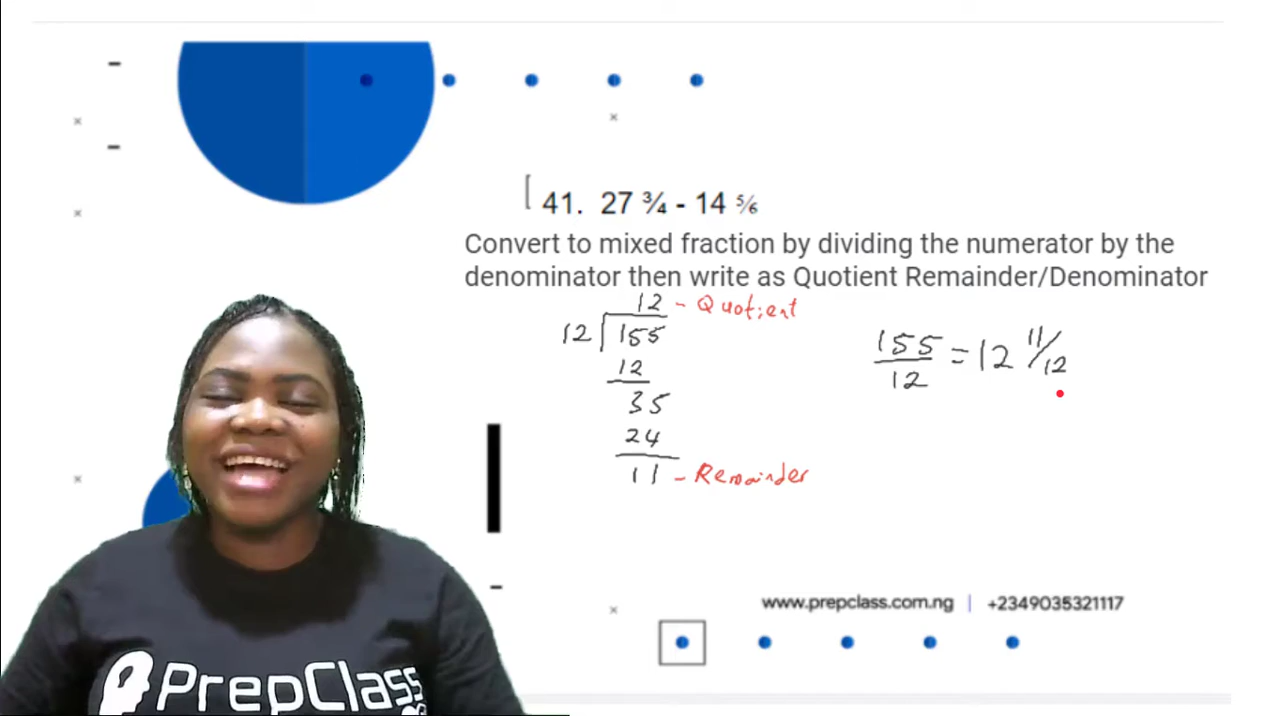 41. 27 ¾ - 14 ⅚
Convert to mixed fraction by dividing the numerator by the
denominator then write as Quotient Remainder/Denominator
12 - Quotient
12 155
12
35
24
11 - Remainder
155/12 = 12 11/12
www.prepclass.com.ng | +2349035321117
PrepClass